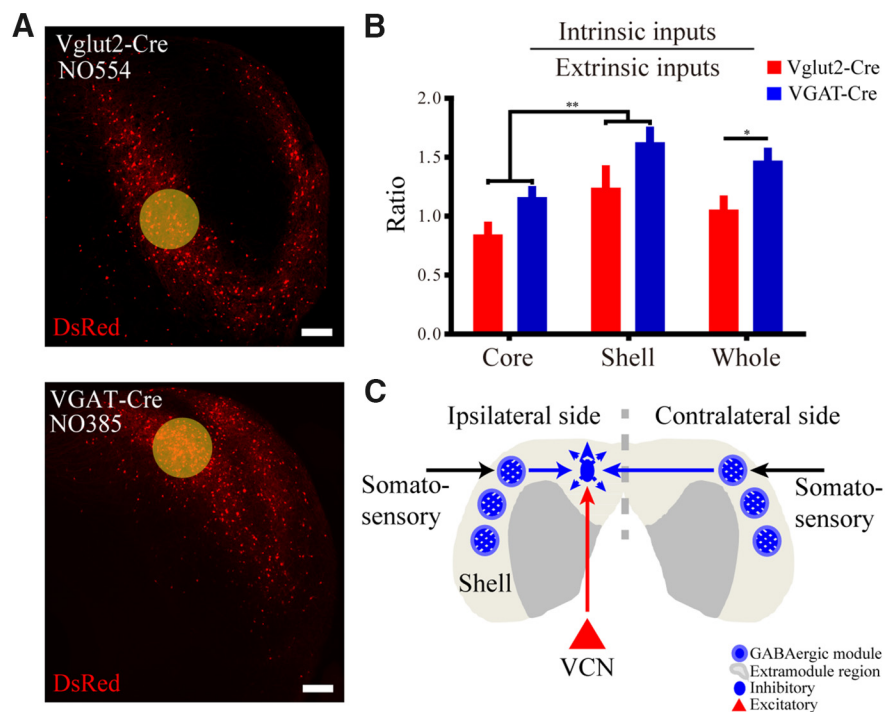 A
Vglut2-Cre
NO554
DsRed
VGAT-Cre
NO385
DsRed
B
Intrinsic inputs
Extrinsic inputs
Vglut2-Cre
VGAT-Cre
Ratio
2.0
1.5
1.0
0.5
0.0
**
*
Core
Shell
Whole
C
Ipsilateral side
Contralateral side
Somato-
sensory
Somato-
sensory
Shell
VCN
GABAergic module
Extramodule region
Inhibitory
Excitatory